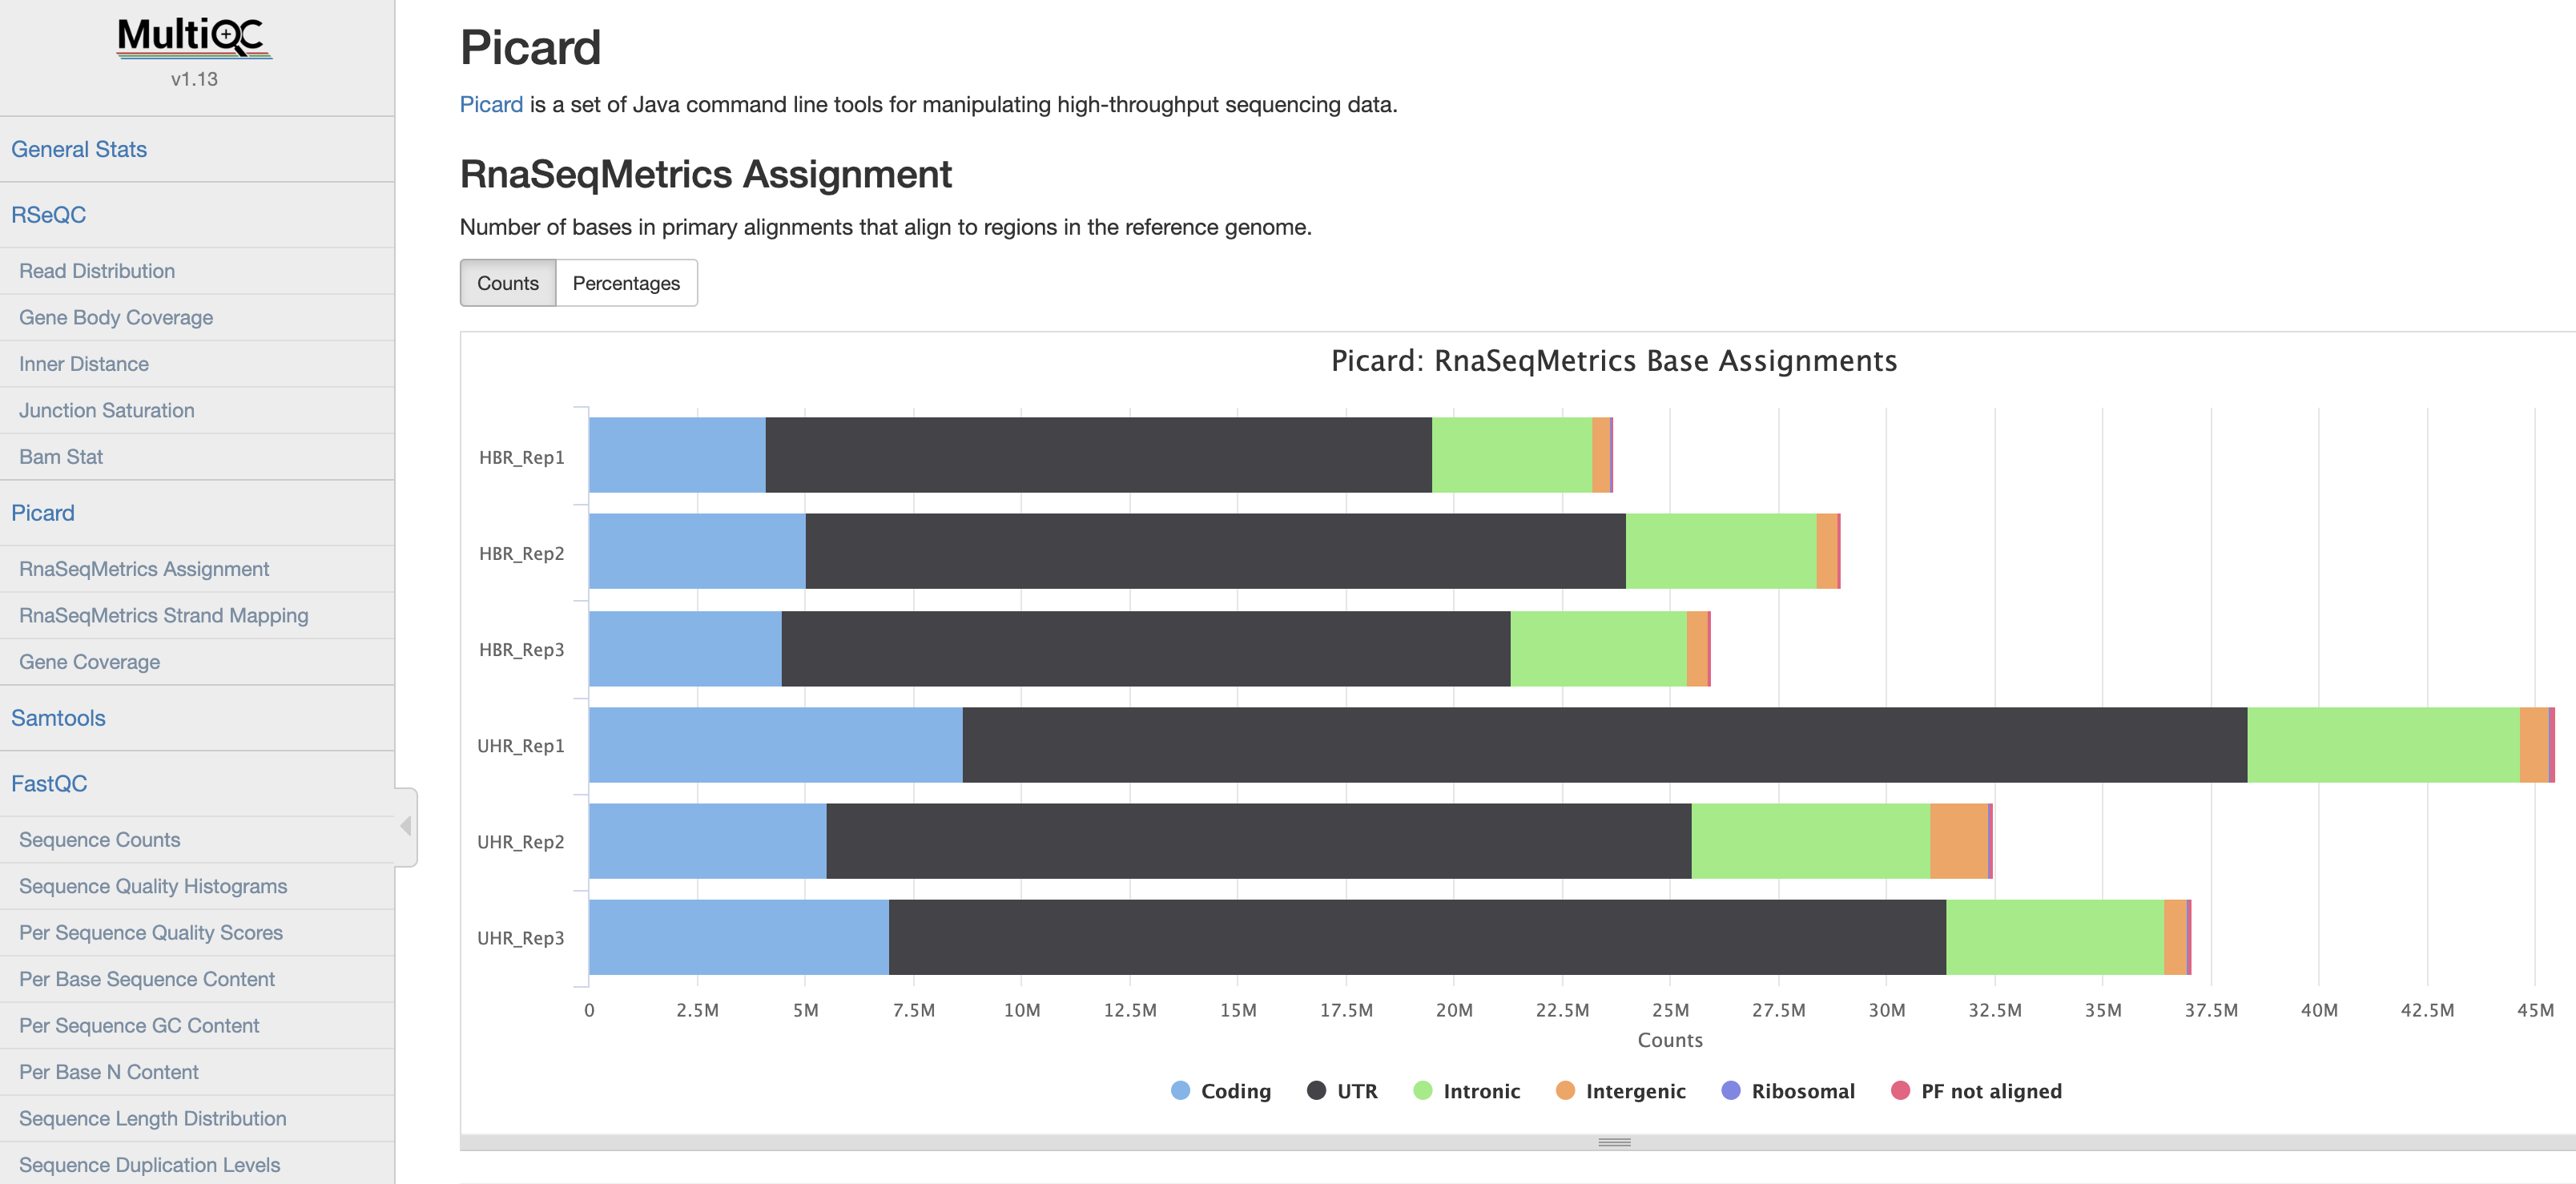 MultiQC
v1.13
General Stats
RSeQC
Read Distribution
Gene Body Coverage
Inner Distance
Junction Saturation
Bam Stat
Picard
RnaSeqMetrics Assignment
RnaSeqMetrics Strand Mapping
Gene Coverage
Samtools
FastQC
Sequence Counts
Sequence Quality Histograms
Per Sequence Quality Scores
Per Base Sequence Content
Per Sequence GC Content
Per Base N Content
Sequence Length Distribution
Sequence Duplication Levels
Picard
Picard is a set of Java command line tools for manipulating high-throughput sequencing data.
RnaSeqMetrics Assignment
Number of bases in primary alignments that align to regions in the reference genome.
Counts Percentages
Picard: RnaSeqMetrics Base Assignments
HBR_Rep1
HBR_Rep2
HBR_Rep3
UHR_Rep1
UHR_Rep2
UHR_Rep3
0 2.5M 5M 7.5M 10M 12.5M 15M 17.5M 20M 22.5M 25M 27.5M 30M 32.5M 35M 37.5M 40M 42.5M 45M
Counts
Coding UTR Intronic Intergenic Ribosomal PF not aligned